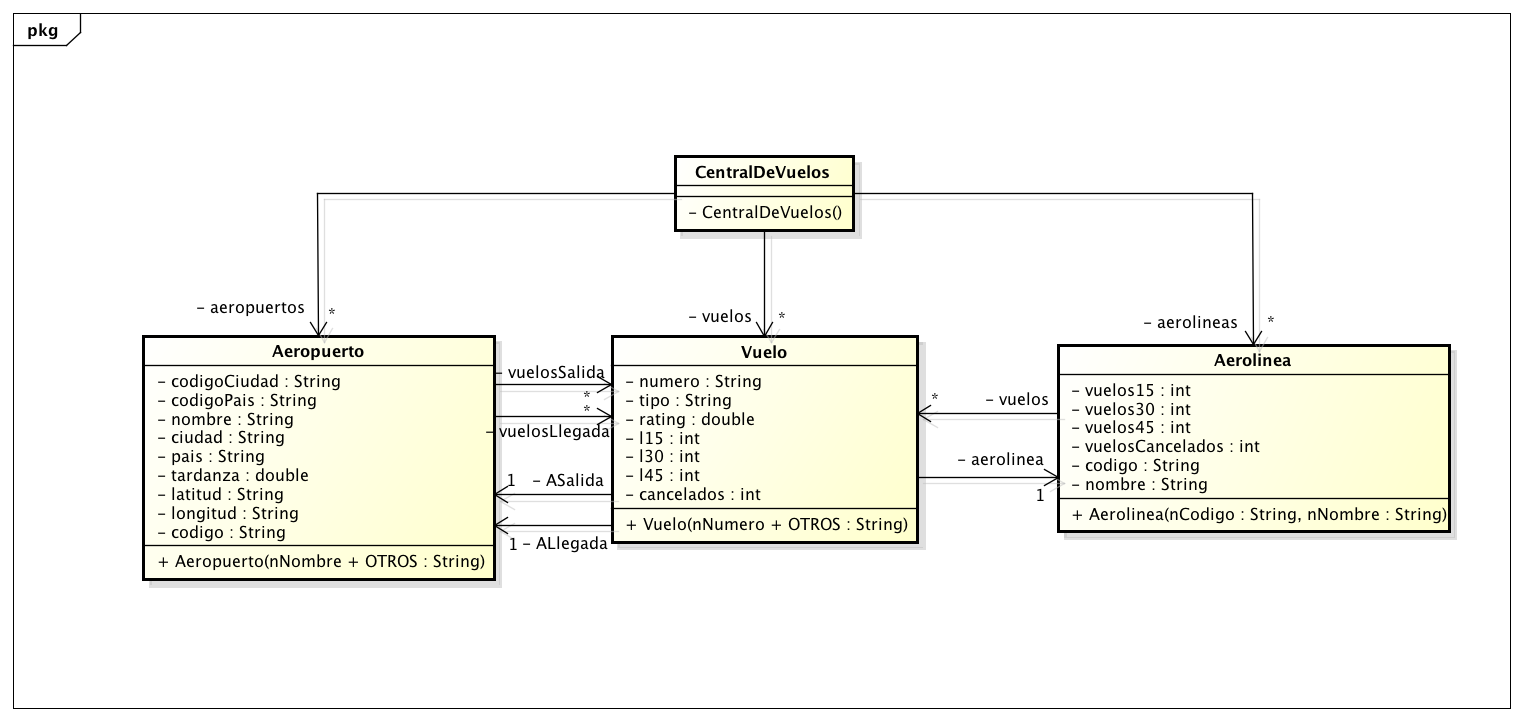 pkg
CentralDeVuelos
- CentralDeVuelos()
- aeropuertos
*
- vuelos
*
- aerolineas
*
Aeropuerto
- codigoCiudad : String
- codigoPais : String
- nombre : String
- ciudad : String
- pais : String
- tardanza : double
- latitud : String
- longitud : String
- codigo : String
+ Aeropuerto(nNombre + OTROS : String)
- vuelosSalida
*
*
- vuelosLlegada
1
- ASalida
1
- ALlegada
Vuelo
- numero : String
- tipo : String
- rating : double
- l15 : int
- l30 : int
- l45 : int
- cancelados : int
+ Vuelo(nNumero + OTROS : String)
*
- vuelos
- aerolinea
1
Aerolinea
- vuelos15 : int
- vuelos30 : int
- vuelos45 : int
- vuelosCancelados : int
- codigo : String
- nombre : String
+ Aerolinea(nCodigo : String, nNombre : String)